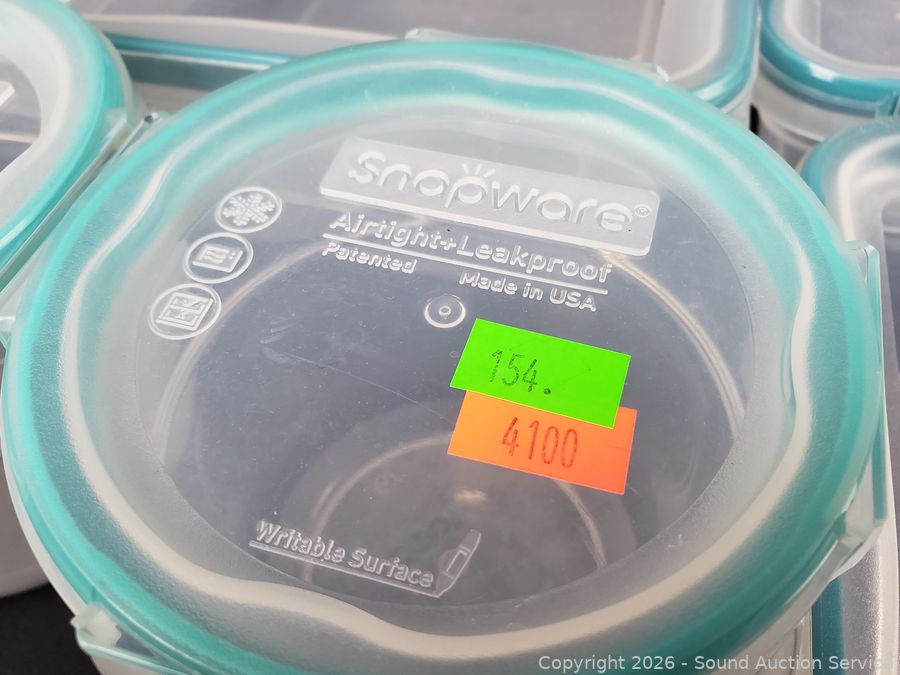 Snapware®
Airtight+Leakproof
Patented Made in USA
154.
4100
Writable Surface
Copyright 2026 - Sound Auction Service